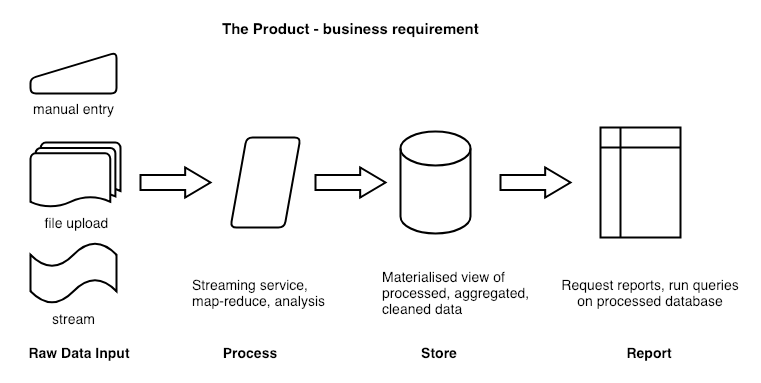 The Product - business requirement
manual entry
file upload
stream
Streaming service,
map-reduce, analysis
Materialised view of
processed, aggregated,
cleaned data
Request reports, run queries
on processed database
Raw Data Input
Process
Store
Report